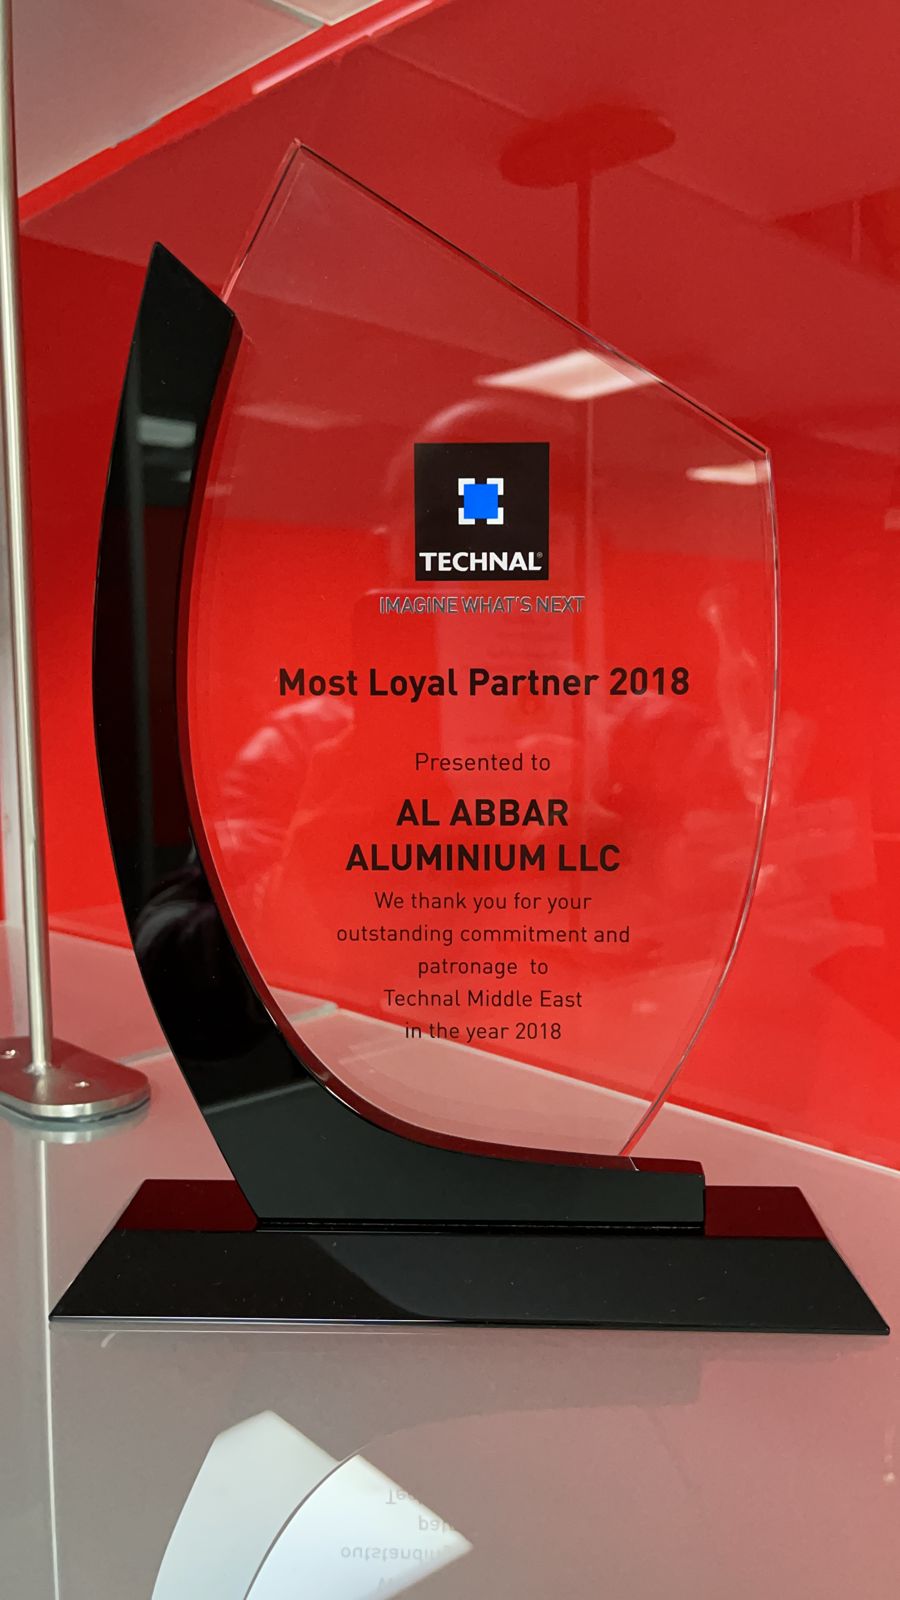 TECHNAL®
IMAGINE WHAT'S NEXT
Most Loyal Partner 2018
Presented to
AL ABBAR
ALUMINIUM LLC
We thank you for your
outstanding commitment and
patronage to
Technal Middle East
in the year 2018